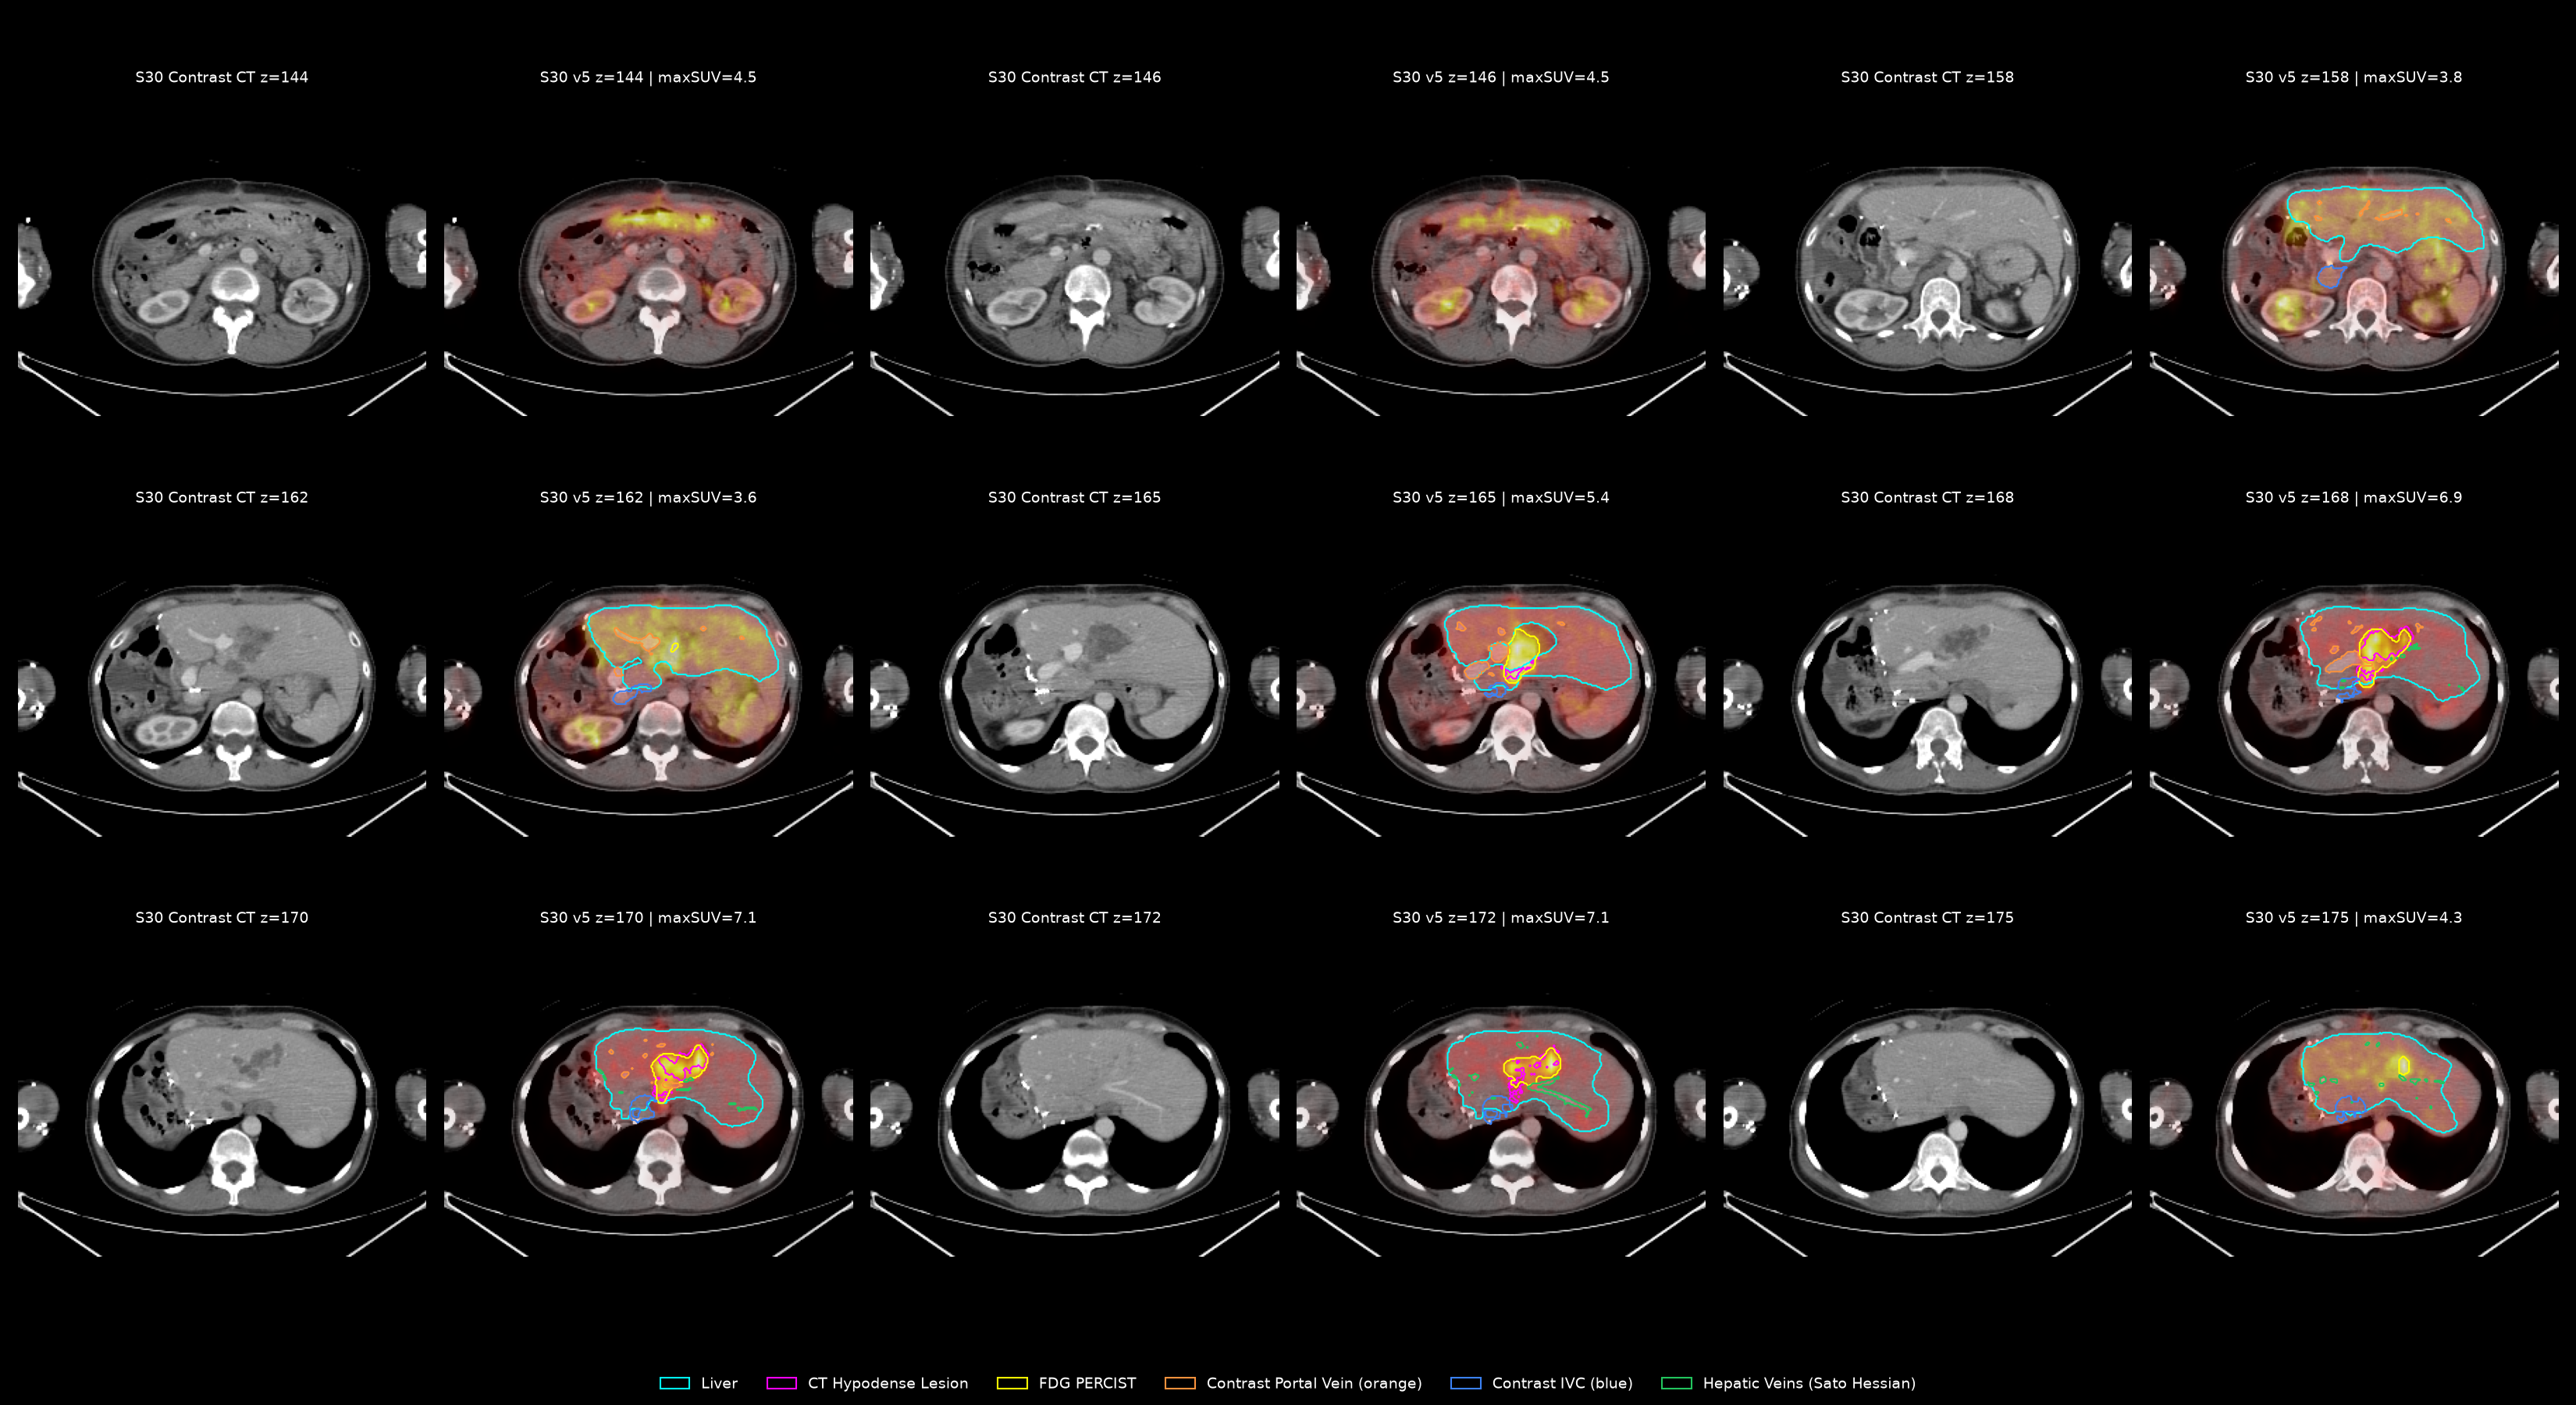 S30 Contrast CT z=144
S30 v5 z=144 | maxSUV=4.5
S30 Contrast CT z=146
S30 v5 z=146 | maxSUV=4.5
S30 Contrast CT z=158
S30 v5 z=158 | maxSUV=3.8
S30 Contrast CT z=162
S30 v5 z=162 | maxSUV=3.6
S30 Contrast CT z=165
S30 v5 z=165 | maxSUV=5.4
S30 Contrast CT z=168
S30 v5 z=168 | maxSUV=6.9
S30 Contrast CT z=170
S30 v5 z=170 | maxSUV=7.1
S30 Contrast CT z=172
S30 v5 z=172 | maxSUV=7.1
S30 Contrast CT z=175
S30 v5 z=175 | maxSUV=4.3
Liver
CT Hypodense Lesion
FDG PERCIST
Contrast Portal Vein (orange)
Contrast IVC (blue)
Hepatic Veins (Sato Hessian)